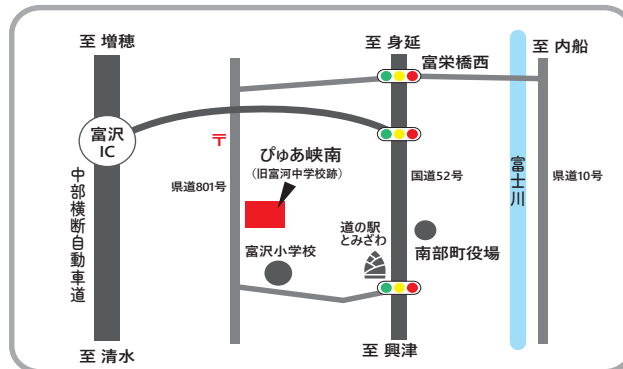 至 増穂
至 身延
至 内船
富栄橋西
富沢
IC
〒
ぴゅあ峡南
(旧富河中学校跡)
中部横断自動車道
県道801号
国道52号
富士川
県道10号
道の駅
とみざわ
富沢小学校
南部町役場
至 清水
至 興津